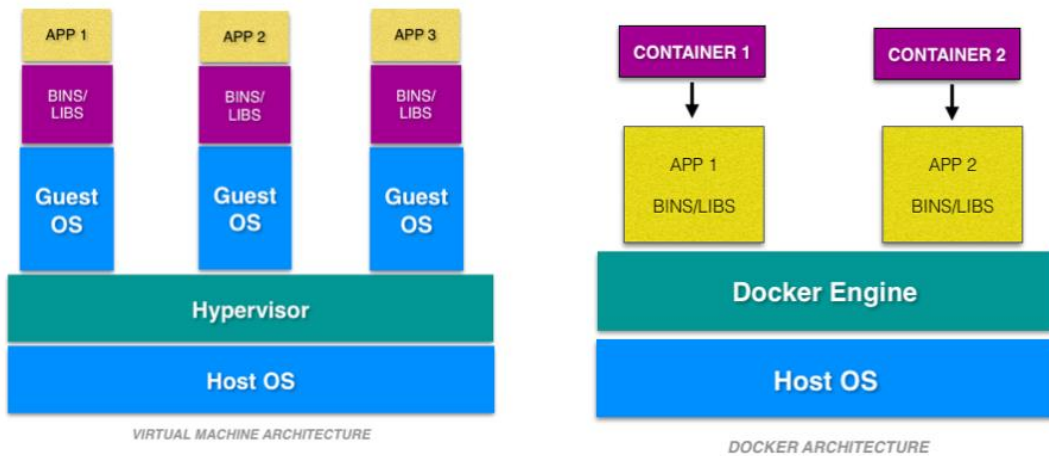 APP 1
BINS/
LIBS
Guest
OS
APP 2
BINS/
LIBS
Guest
OS
APP 3
BINS/
LIBS
Guest
OS
Hypervisor
Host OS
VIRTUAL MACHINE ARCHITECTURE
CONTAINER 1
APP 1
BINS/LIBS
CONTAINER 2
APP 2
BINS/LIBS
Docker Engine
Host OS
DOCKER ARCHITECTURE